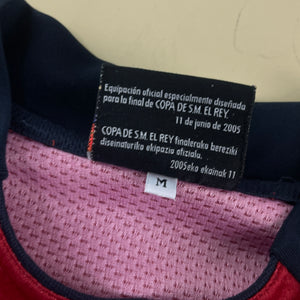 Equipación oficial especialmente diseñada
para la final de COPA DE S.M. EL REY.
11 de junio de 2005
COPA DE S.M. EL REY finalerako bereziki
diseinaturiko ekipazio ofiziala.
2005eko ekainak 11
M